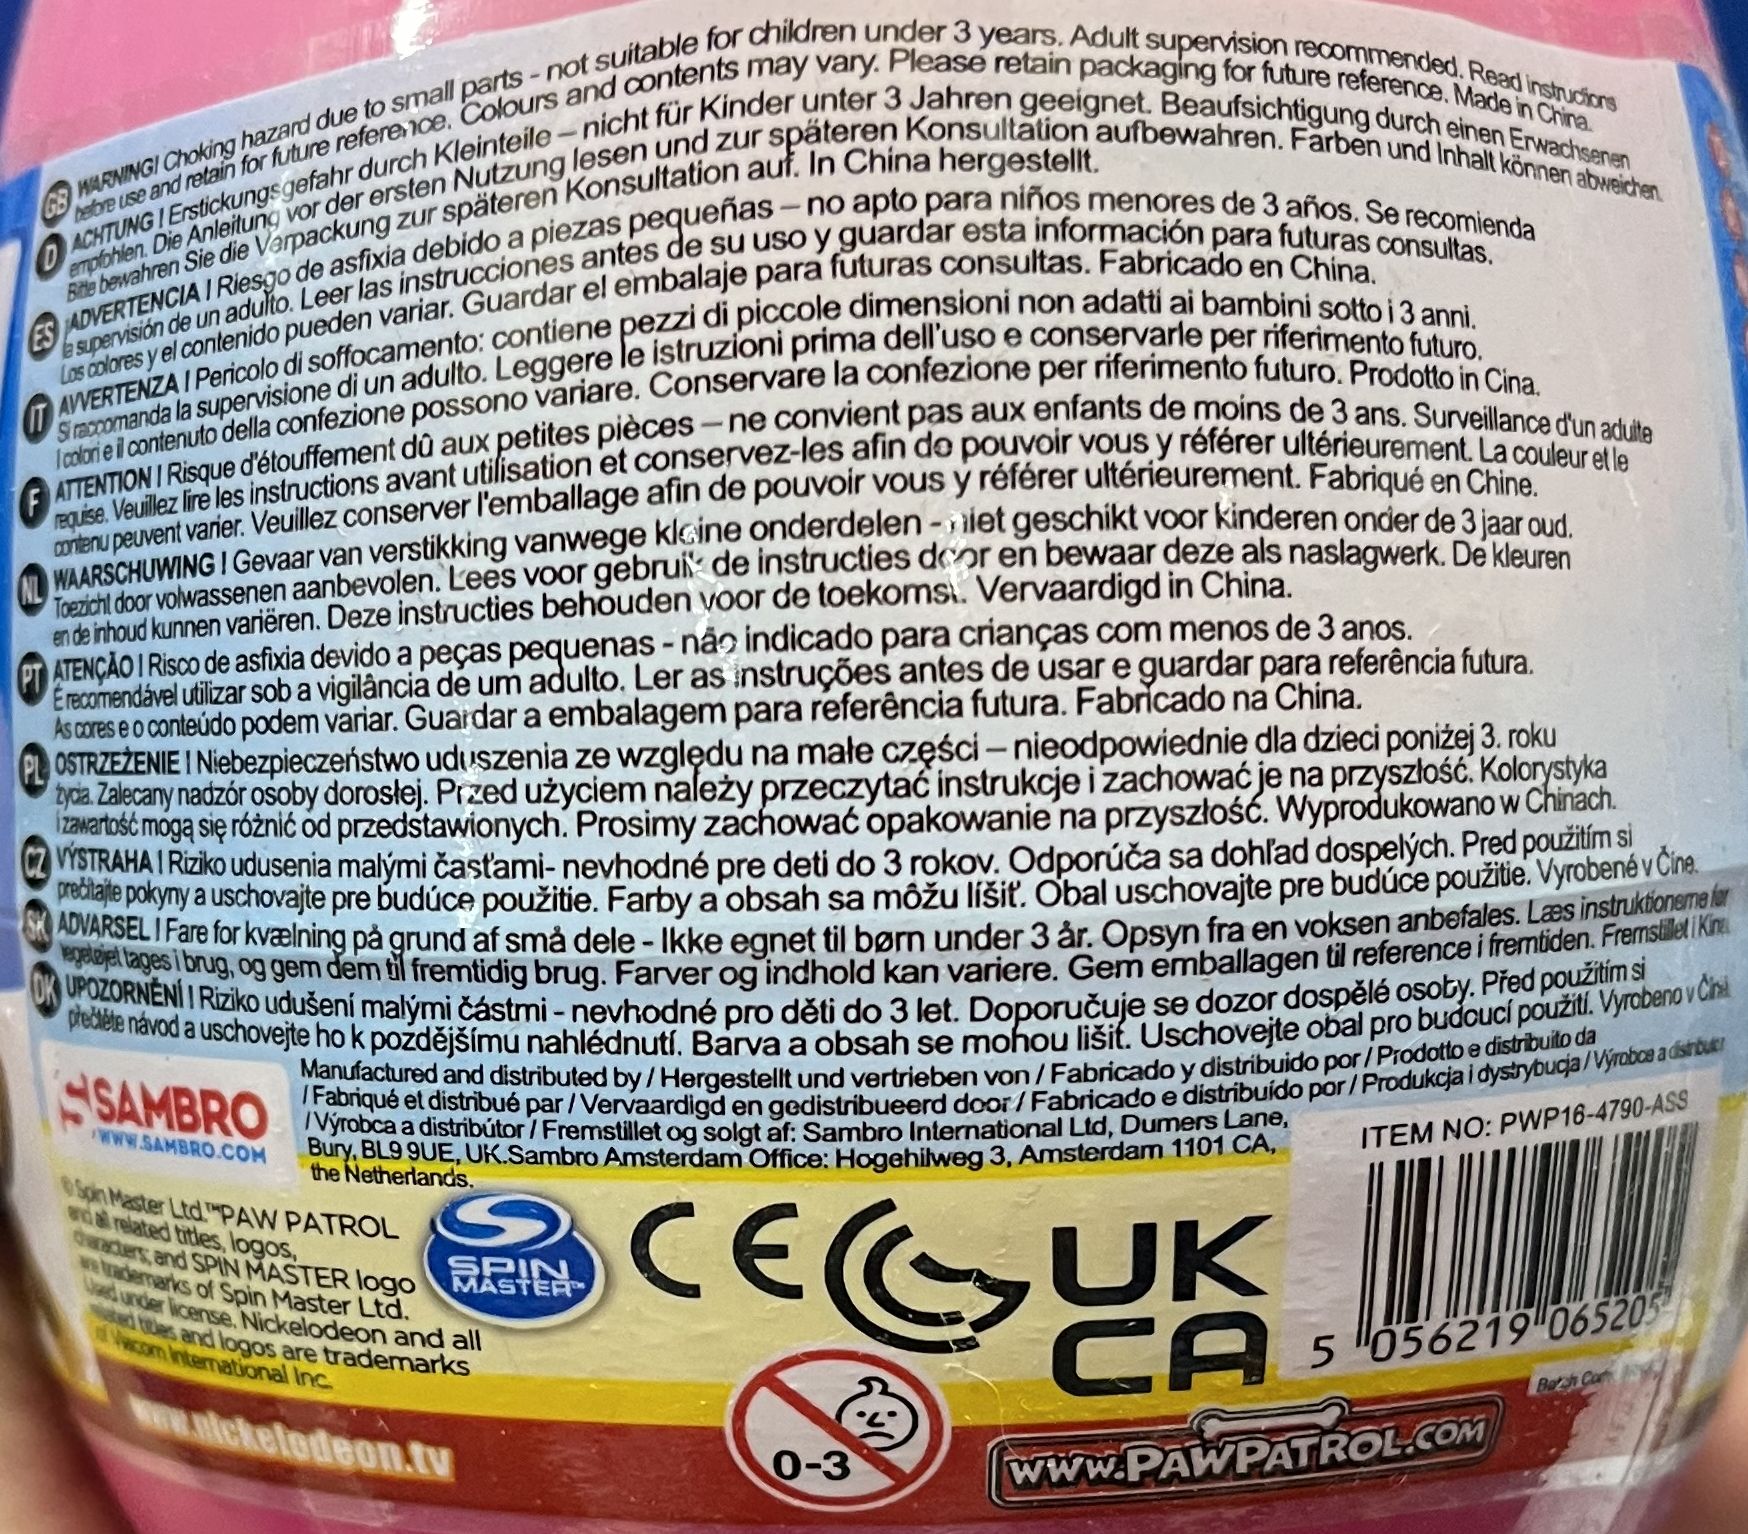 GB WARNING! Choking hazard due to small parts - not suitable for children under 3 years. Adult supervision recommended. Read instructions
before use and retain for future reference. Colours and contents may vary. Please retain packaging for future reference. Made in China.
D ACHTUNG ! Erstickungsgefahr durch Kleinteile – nicht für Kinder unter 3 Jahren geeignet. Beaufsichtigung durch einen Erwachsenen
empfohlen. Die Anleitung vor der ersten Nutzung lesen und zur späteren Konsultation aufbewahren. Farben und Inhalt können abweichen.
Bitte bewahren Sie die Verpackung zur späteren Konsultation auf. In China hergestellt.
ES ¡ADVERTENCIA ! Riesgo de asfixia debido a piezas pequeñas – no apto para niños menores de 3 años. Se recomienda
la supervisión de un adulto. Leer las instrucciones antes de su uso y guardar esta información para futuras consultas.
Los colores y el contenido pueden variar. Guardar el embalaje para futuras consultas. Fabricado en China.
IT AVVERTENZA ! Pericolo di soffocamento: contiene pezzi di piccole dimensioni non adatti ai bambini sotto i 3 anni.
Si raccomanda la supervisione di un adulto. Leggere le istruzioni prima dell'uso e conservarle per riferimento futuro.
I colori e il contenuto della confezione possono variare. Conservare la confezione per riferimento futuro. Prodotto in Cina.
F ATTENTION ! Risque d'étouffement dû aux petites pièces – ne convient pas aux enfants de moins de 3 ans. Surveillance d'un adulte
requise. Veuillez lire les instructions avant utilisation et conservez-les afin de pouvoir vous y référer ultérieurement. La couleur et le
contenu peuvent varier. Veuillez conserver l'emballage afin de pouvoir vous y référer ultérieurement. Fabriqué en Chine.
NL WAARSCHUWING ! Gevaar van verstikking vanwege kleine onderdelen - niet geschikt voor kinderen onder de 3 jaar oud.
Toezicht door volwassenen aanbevolen. Lees voor gebruik de instructies door en bewaar deze als naslagwerk. De kleuren
en de inhoud kunnen variëren. Deze instructies behouden voor de toekomst. Vervaardigd in China.
PT ATENÇÃO ! Risco de asfixia devido a peças pequenas - não indicado para crianças com menos de 3 anos.
É recomendável utilizar sob a vigilância de um adulto. Ler as instruções antes de usar e guardar para referência futura.
As cores e o conteúdo podem variar. Guardar a embalagem para referência futura. Fabricado na China.
PL OSTRZEŻENIE ! Niebezpieczeństwo uduszenia ze względu na małe części – nieodpowiednie dla dzieci poniżej 3. roku
życia. Zalecany nadzór osoby dorosłej. Przed użyciem należy przeczytać instrukcje i zachować je na przyszłość. Kolorystyka
i zawartość mogą się różnić od przedstawionych. Prosimy zachować opakowanie na przyszłość. Wyprodukowano w Chinach.
CZ VÝSTRAHA ! Riziko udusenia malými časťami- nevhodné pre deti do 3 rokov. Odporúča sa dohľad dospelých. Pred použitím si
prečítajte pokyny a uschovajte pre budúce použitie. Farby a obsah sa môžu líšiť. Obal uschovajte pre budúce použitie. Vyrobené v Číne.
SK ADVARSEL ! Fare for kvælning på grund af små dele - Ikke egnet til børn under 3 år. Opsyn fra en voksen anbefales. Læs instruktionerne før
legetøjet tages i brug, og gem dem til fremtidig brug. Farver og indhold kan variere. Gem emballagen til reference i fremtiden. Fremstillet i Kina.
DK UPOZORNĚNÍ ! Riziko udušení malými částmi - nevhodné pro děti do 3 let. Doporučuje se dozor dospělé osoby. Před použitím si
přečtěte návod a uschovejte ho k pozdějšímu nahlédnutí. Barva a obsah se mohou lišit. Uschovejte obal pro budoucí použití. Vyrobeno v Číně
Manufactured and distributed by / Hergestellt und vertrieben von / Fabricado y distribuido por / Prodotto e distribuito da
/ Fabriqué et distribué par / Vervaardigd en gedistribueerd door / Fabricado e distribuído por / Produkcja i dystrybucja / Výrobce a distributor
/ Výrobca a distribútor / Fremstillet og solgt af: Sambro International Ltd, Dumers Lane,
Bury, BL9 9UE, UK.Sambro Amsterdam Office: Hogehilweg 3, Amsterdam 1101 CA,
the Netherlands.
SAMBRO
WWW.SAMBRO.COM
ITEM NO: PWP16-4790-ASS
© Spin Master Ltd.™PAW PATROL
and all related titles, logos,
characters; and SPIN MASTER logo
are trademarks of Spin Master Ltd.
Used under license. Nickelodeon and all
related titles and logos are trademarks
of Viacom International Inc.
SPIN
MASTER™
CE
UK
CA
5 056219 065205
Batch
0-3
www.nickelodeon.tv
WWW.PAWPATROL.COM